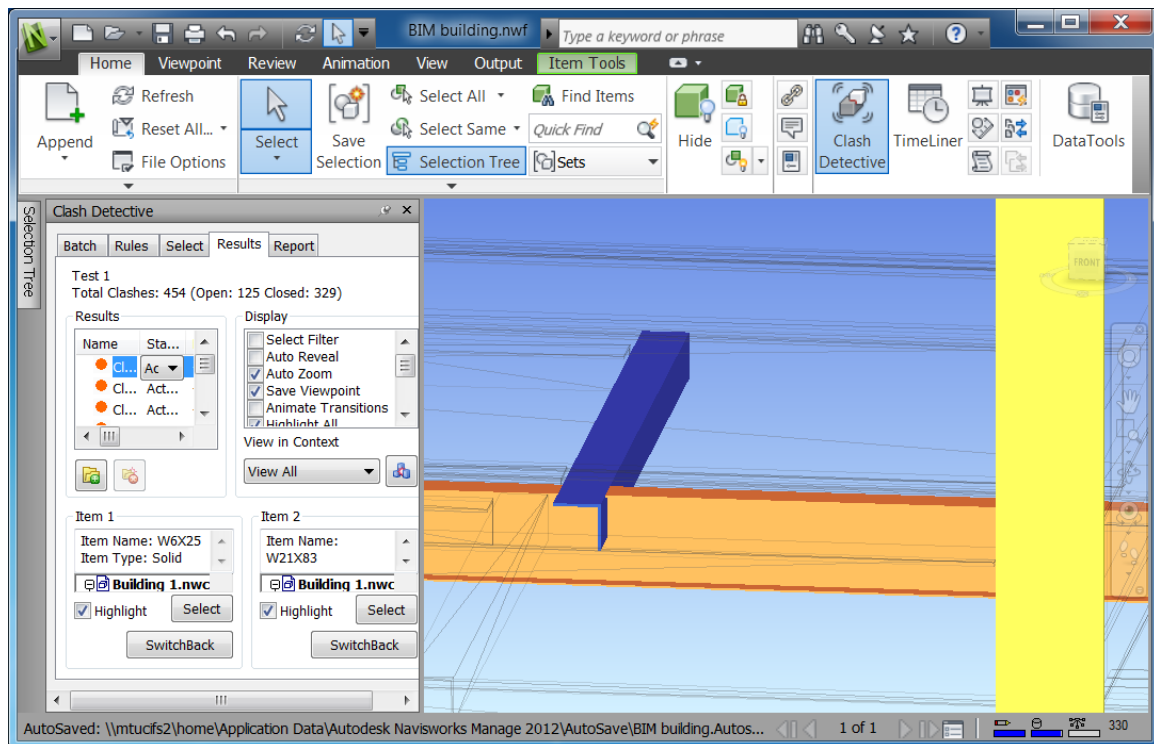 BIM building.nwf
Type a keyword or phrase
Home Viewpoint Review Animation View Output Item Tools
Append
Refresh
Reset All...
File Options
Select
Save Selection
Select All
Select Same
Selection Tree
Find Items
Quick Find
Sets
Hide
Clash Detective
TimeLiner
DataTools
Selection Tree
Clash Detective
Batch Rules Select Results Report
Test 1
Total Clashes: 454 (Open: 125 Closed: 329)
Results
Name Sta...
Cl... Ac
Cl... Act...
Cl... Act...
Display
Select Filter
Auto Reveal
Auto Zoom
Save Viewpoint
Animate Transitions
Highlight All
View in Context
View All
Item 1
Item Name: W6X25
Item Type: Solid
Building 1.nwc
Highlight Select
SwitchBack
Item 2
Item Name:
W21X83
Building 1.nwc
Highlight Select
SwitchBack
FRONT
AutoSaved: \\mtucifs2\home\Application Data\Autodesk Navisworks Manage 2012\AutoSave\BIM building.Autos...
1 of 1
330